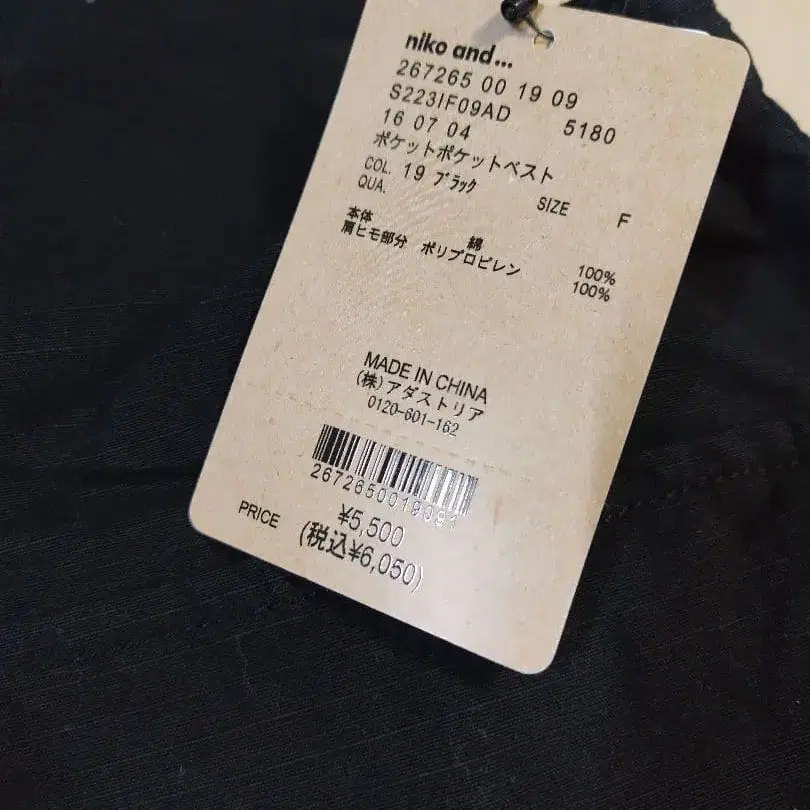 niko and...
267265 00 19 09
S223IF09AD 5180
16 07 04
ポケットポケットベスト
COL. 19 ブラック SIZE F
QUA.
本体 綿 100%
肩ヒモ部分 ポリプロピレン 100%
MADE IN CHINA
(株)アダストリア
0120-601-162
2672650019091
PRICE ¥5,500
(税込¥6,050)